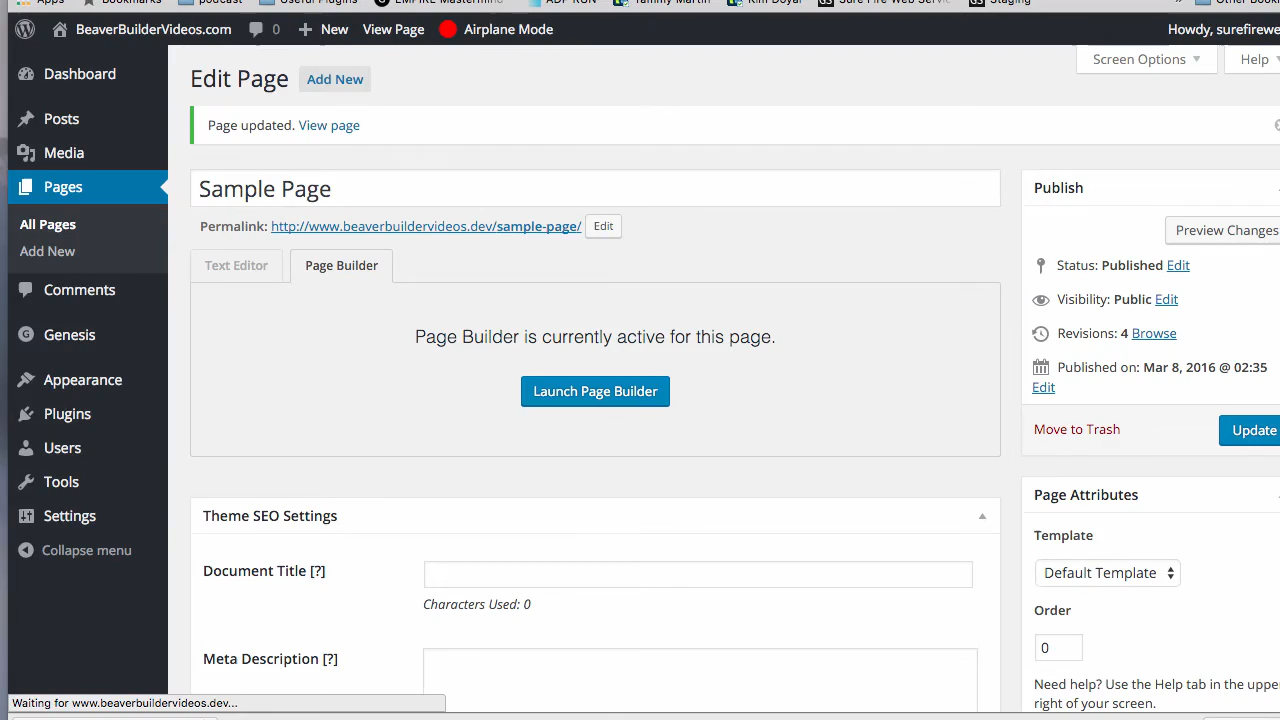 Apps Bookmarks podcast Useful Plugins EMPIRE Mastermin ADP RUN Tammy Martin Kim Doyal Sure Fire Web Servic Staging Other Book
BeaverBuilderVideos.com 0 New View Page Airplane Mode Howdy, surefirewe
Screen Options Help
Edit Page Add New
Page updated. View page
Sample Page
Permalink: http://www.beaverbuildervideos.dev/sample-page/ Edit
Text Editor Page Builder
Page Builder is currently active for this page.
Launch Page Builder
Theme SEO Settings
Document Title [?]
Characters Used: 0
Meta Description [?]
Dashboard
Posts
Media
Pages
All Pages
Add New
Comments
Genesis
Appearance
Plugins
Users
Tools
Settings
Collapse menu
Publish
Preview Changes
Status: Published Edit
Visibility: Public Edit
Revisions: 4 Browse
Published on: Mar 8, 2016 @ 02:35
Edit
Move to Trash Update
Page Attributes
Template
Default Template
Order
0
Need help? Use the Help tab in the upper
right of your screen.
Waiting for www.beaverbuildervideos.dev...